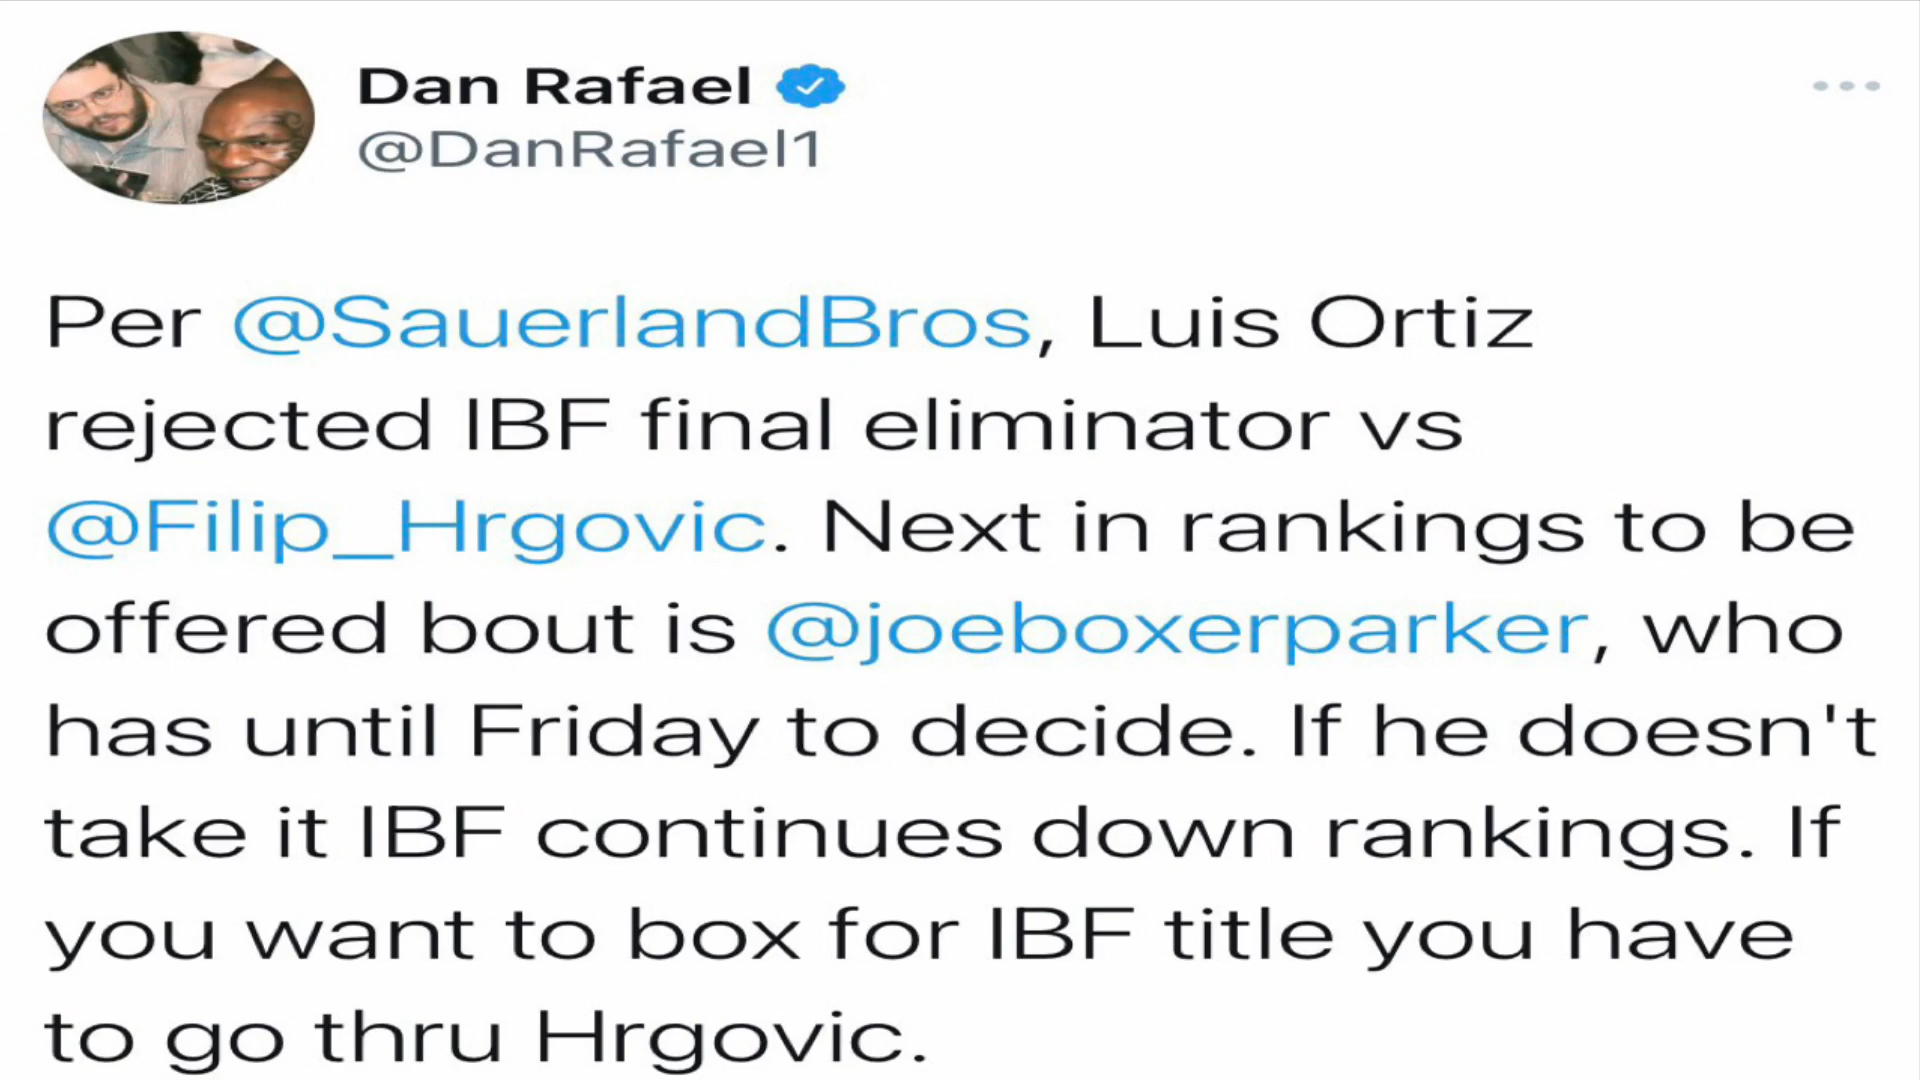 Dan Rafael
@DanRafael1
Per @SauerlandBros, Luis Ortiz
rejected IBF final eliminator vs
@Filip_Hrgovic. Next in rankings to be
offered bout is @joeboxerparker, who
has until Friday to decide. If he doesn't
take it IBF continues down rankings. If
you want to box for IBF title you have
to go thru Hrgovic.